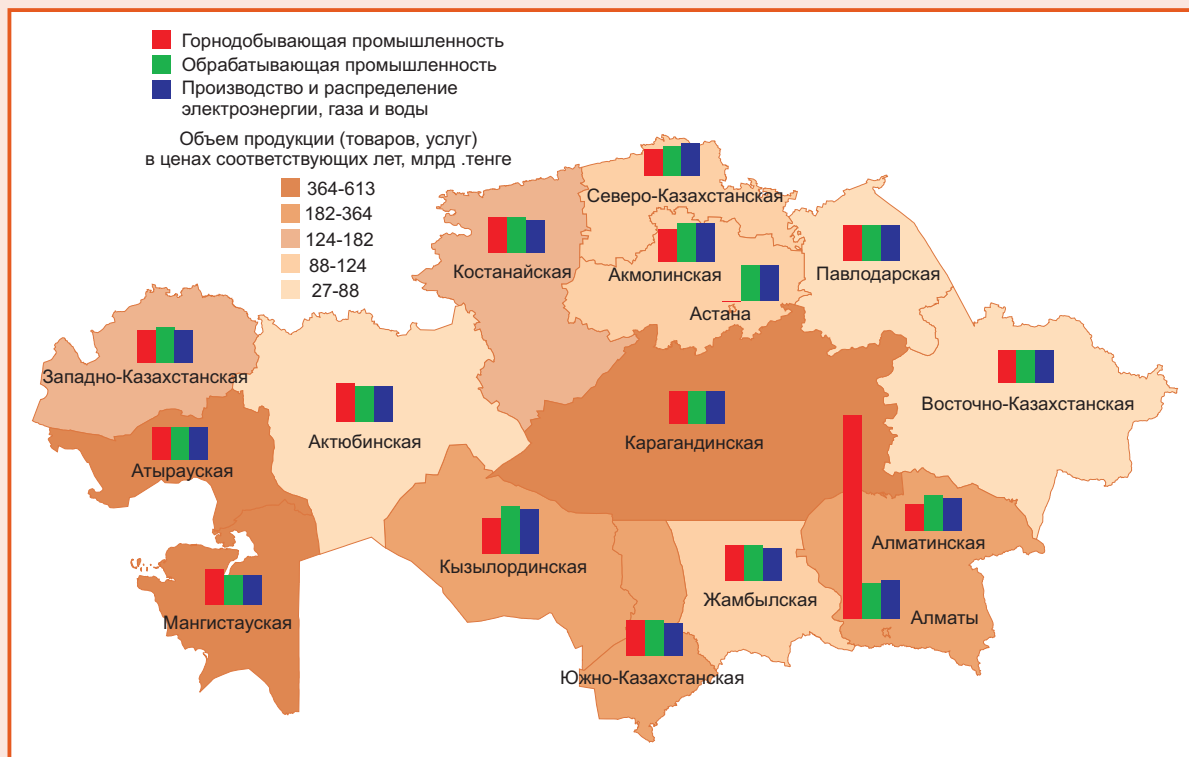 Горнодобывающая промышленность
Обрабатывающая промышленность
Производство и распределение
электроэнергии, газа и воды
Объем продукции (товаров, услуг)
в ценах соответствующих лет, млрд .тенге
364-613
182-364
124-182
88-124
27-88
Северо-Казахстанская
Костанайская
Акмолинская
Павлодарская
Астана
Западно-Казахстанская
Восточно-Казахстанская
Актюбинская
Карагандинская
Атырауская
Алматинская
Кызылординская
Жамбылская
Алматы
Мангистауская
Южно-Казахстанская